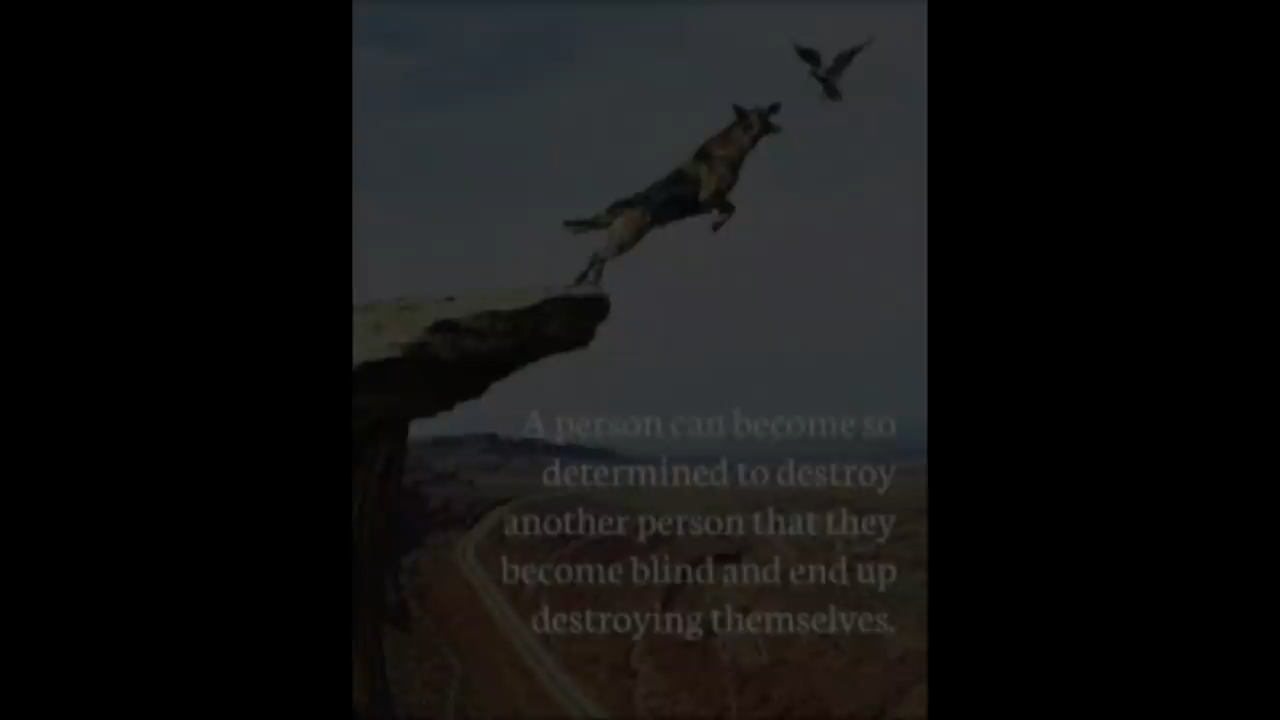 A person can become so
determined to destroy
another person that they
become blind and end up
destroying themselves.